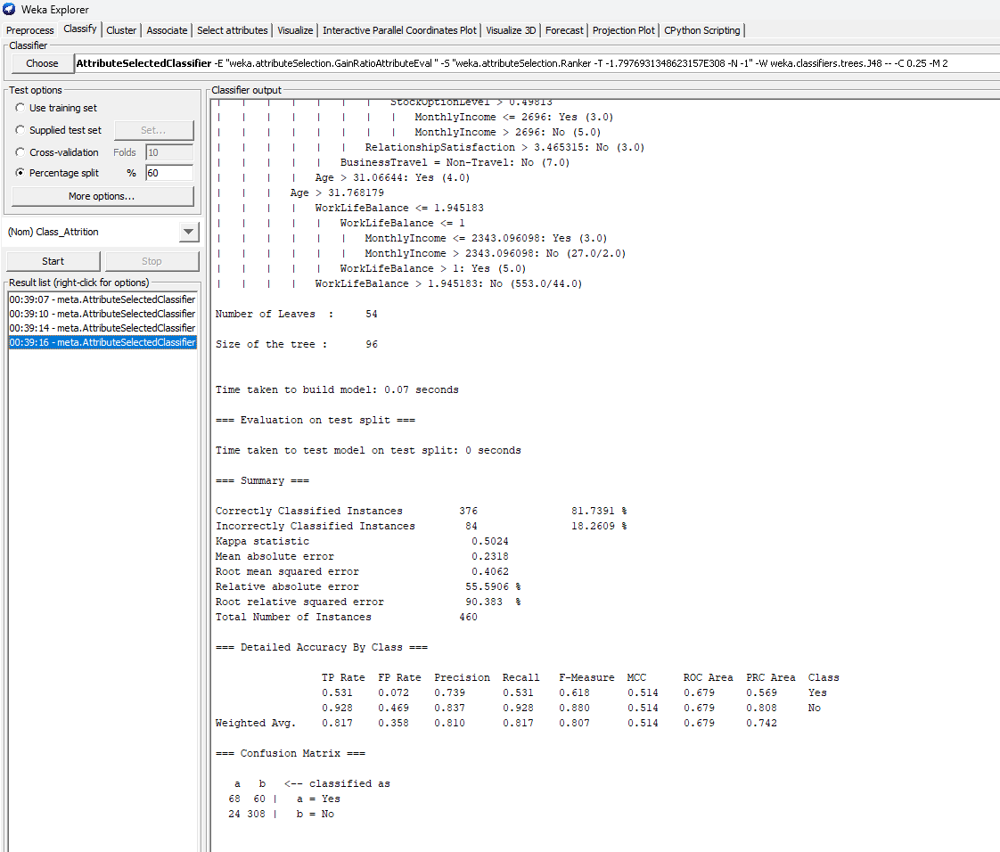 Weka Explorer
Preprocess Classify Cluster Associate Select attributes Visualize Interactive Parallel Coordinates Plot Visualize 3D Forecast Projection Plot CPython Scripting
Classifier
Choose AttributeSelectedClassifier -E "weka.attributeSelection.GainRatioAttributeEval " -S "weka.attributeSelection.Ranker -T -1.7976931348623157E308 -N -1" -W weka.classifiers.trees.J48 -- -C 0.25 -M 2
Test options
Use training set
Supplied test set Set...
Cross-validation Folds 10
Percentage split % 60
More options...
(Nom) Class_Attrition
Start Stop
Result list (right-click for options)
00:39:07 - meta.AttributeSelectedClassifier
00:39:10 - meta.AttributeSelectedClassifier
00:39:14 - meta.AttributeSelectedClassifier
00:39:16 - meta.AttributeSelectedClassifier
Classifier output
| | | | | | | StockOptionLevel > 0.49813
| | | | | | | | MonthlyIncome <= 2696: Yes (3.0)
| | | | | | | | MonthlyIncome > 2696: No (5.0)
| | | | | | RelationshipSatisfaction > 3.465315: No (3.0)
| | | | | BusinessTravel = Non-Travel: No (7.0)
| | | | Age > 31.06644: Yes (4.0)
| | | Age > 31.768179
| | | | WorkLifeBalance <= 1.945183
| | | | | WorkLifeBalance <= 1
| | | | | | MonthlyIncome <= 2343.096098: Yes (3.0)
| | | | | | MonthlyIncome > 2343.096098: No (27.0/2.0)
| | | | | WorkLifeBalance > 1: Yes (5.0)
| | | | WorkLifeBalance > 1.945183: No (553.0/44.0)
Number of Leaves : 54
Size of the tree : 96
Time taken to build model: 0.07 seconds
=== Evaluation on test split ===
Time taken to test model on test split: 0 seconds
=== Summary ===
Correctly Classified Instances 376 81.7391 %
Incorrectly Classified Instances 84 18.2609 %
Kappa statistic 0.5024
Mean absolute error 0.2318
Root mean squared error 0.4062
Relative absolute error 55.5906 %
Root relative squared error 90.383 %
Total Number of Instances 460
=== Detailed Accuracy By Class ===
TP Rate FP Rate Precision Recall F-Measure MCC ROC Area PRC Area Class
0.531 0.072 0.739 0.531 0.618 0.514 0.679 0.569 Yes
0.928 0.469 0.837 0.928 0.880 0.514 0.679 0.808 No
Weighted Avg. 0.817 0.358 0.810 0.817 0.807 0.514 0.679 0.742
=== Confusion Matrix ===
a b <-- classified as
68 60 | a = Yes
24 308 | b = No